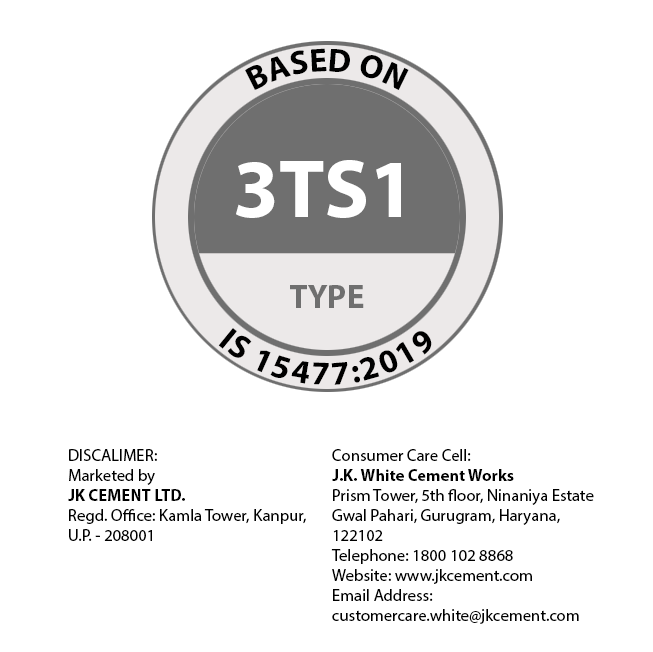 BASED ON
3TS1
TYPE
IS 15477:2019
DISCALIMER:
Marketed by
JK CEMENT LTD.
Regd. Office: Kamla Tower, Kanpur,
U.P. - 208001
Consumer Care Cell:
J.K. White Cement Works
Prism Tower, 5th floor, Ninaniya Estate
Gwal Pahari, Gurugram, Haryana,
122102
Telephone: 1800 102 8868
Website: www.jkcement.com
Email Address:
customercare.white@jkcement.com